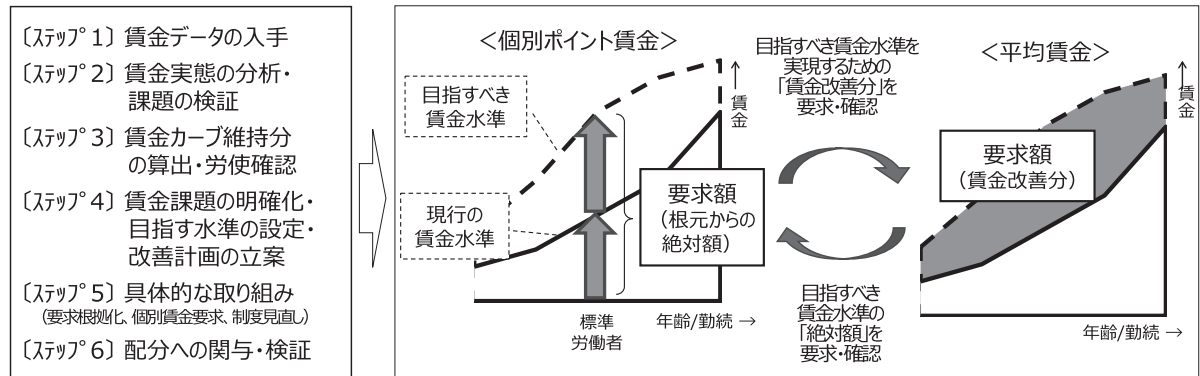 〔ｽﾃｯﾌﾟ1〕賃金データの入手
〔ｽﾃｯﾌﾟ2〕賃金実態の分析・
課題の検証
〔ｽﾃｯﾌﾟ3〕賃金カーブ維持分
の算出・労使確認
〔ｽﾃｯﾌﾟ4〕賃金課題の明確化・
目指す水準の設定・
改善計画の立案
〔ｽﾃｯﾌﾟ5〕具体的な取り組み
(要求根拠化、個別賃金要求、制度見直し)
〔ｽﾃｯﾌﾟ6〕配分への関与・検証
＜個別ポイント賃金＞
目指すべき
賃金水準
現行の
賃金水準
↑賃金
要求額
（根元からの
絶対額）
標準
労働者
年齢/勤続 →
目指すべき賃金水準を
実現するための
「賃金改善分」を
要求・確認
目指すべき
賃金水準の
「絶対額」を
要求・確認
＜平均賃金＞
↑賃金
要求額
（賃金改善分）
年齢/勤続 →